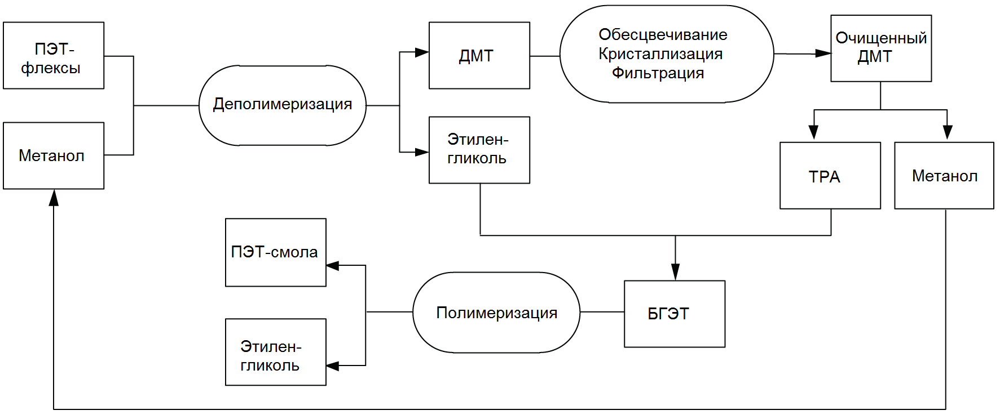 ПЭТ-
флексы
Метанол
Деполимеризация
ДМТ
Этилен-
гликоль
Обесцвечивание
Кристаллизация
Фильтрация
Очищенный
ДМТ
ТРА
Метанол
БГЭТ
Полимеризация
ПЭТ-смола
Этилен-
гликоль